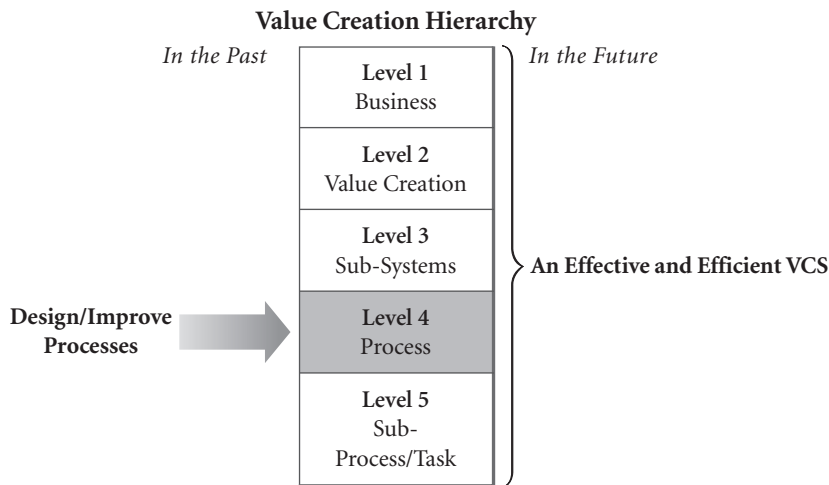 Value Creation Hierarchy
In the Past
In the Future
Level 1
Business
Level 2
Value Creation
Level 3
Sub-Systems
An Effective and Efficient VCS
Design/Improve
Processes
Level 4
Process
Level 5
Sub-
Process/Task